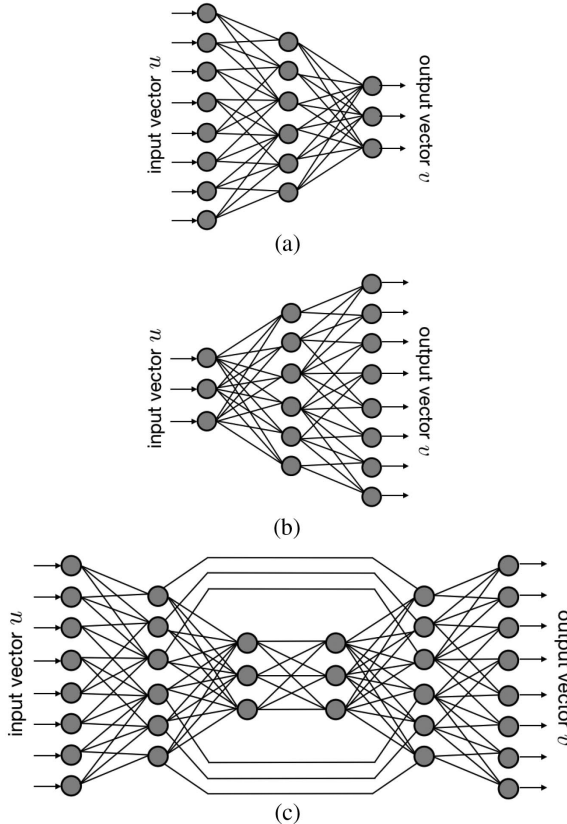 input vector u
output vector v
(a)
input vector u
output vector v
(b)
input vector u
output vector v
(c)